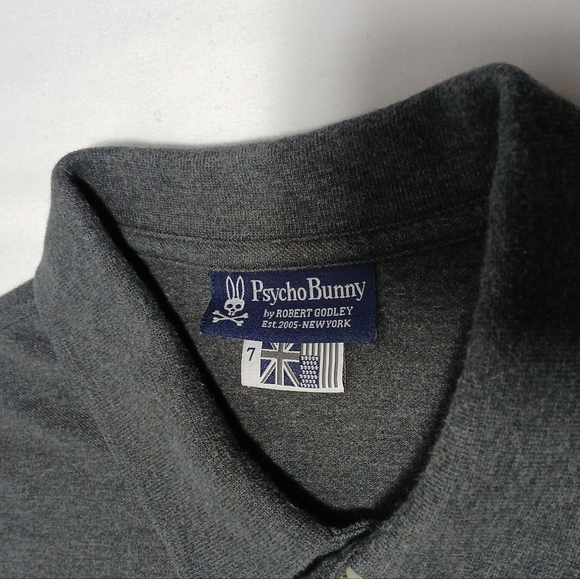 PsychoBunny
by ROBERT GODLEY
EST.2005-NEW YORK
7